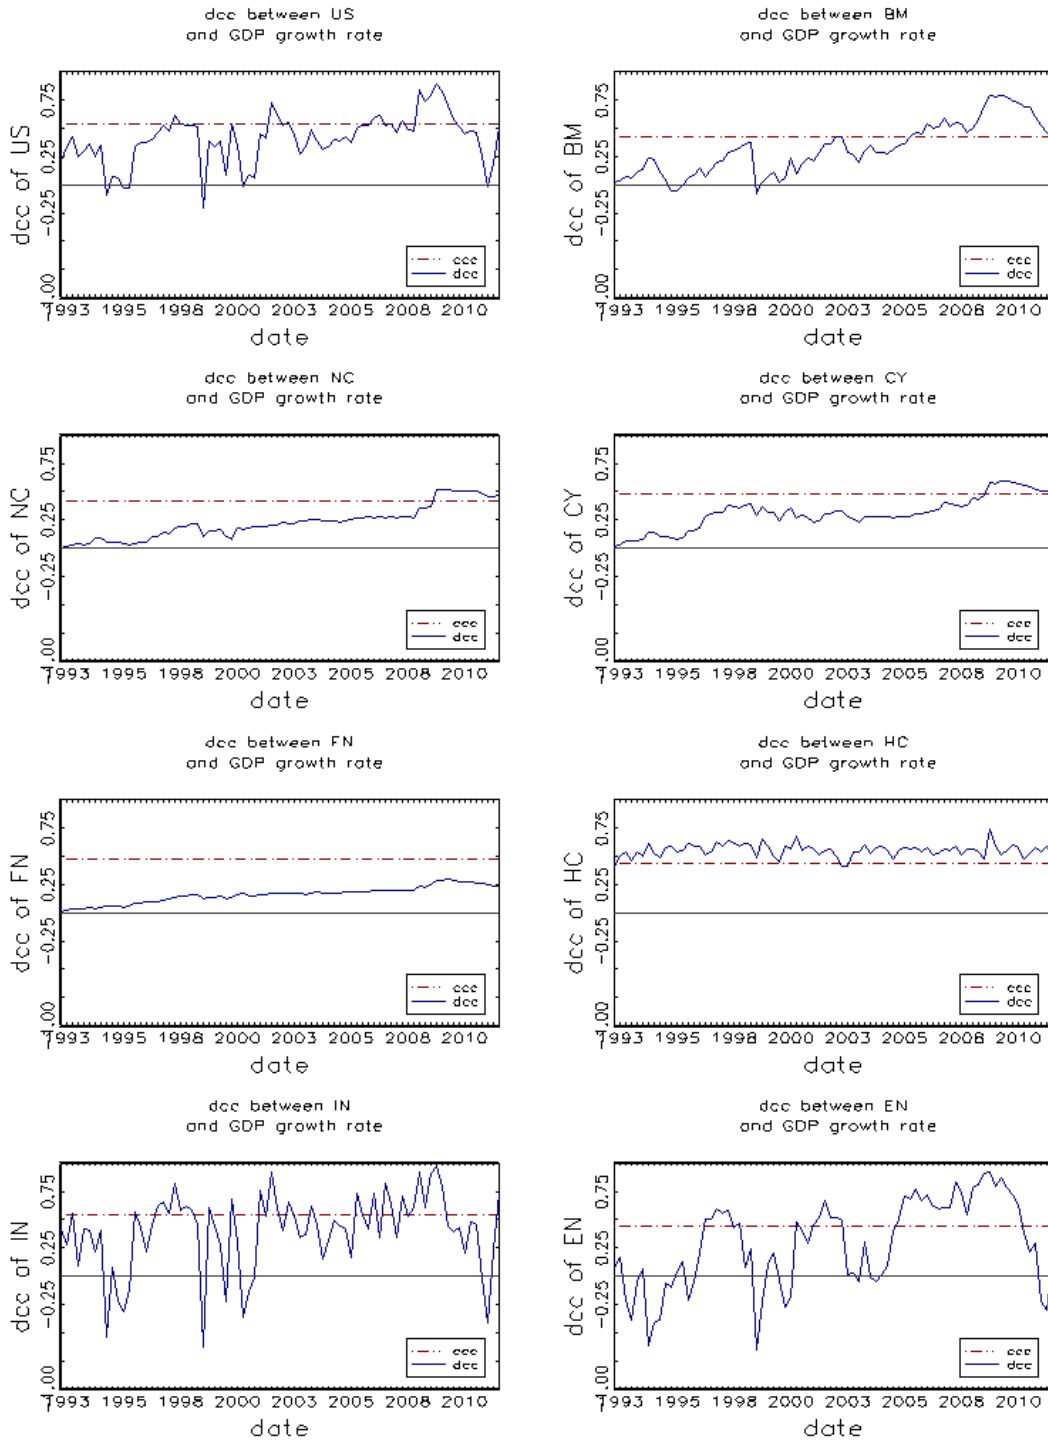 dcc between US
and GDP growth rate
dcc of US
0.75
0.25
-0.25
-1.00
1993 1995 1998 2000 2003 2005 2008 2010
date
ccc
dcc
dcc between BM
and GDP growth rate
dcc of BM
0.75
0.25
-0.25
-1.00
1993 1995 1998 2000 2003 2005 2008 2010
date
ccc
dcc
dcc between NC
and GDP growth rate
dcc of NC
0.75
0.25
-0.25
-1.00
1993 1995 1998 2000 2003 2005 2008 2010
date
ccc
dcc
dcc between CY
and GDP growth rate
dcc of CY
0.75
0.25
-0.25
-1.00
1993 1995 1998 2000 2003 2005 2008 2010
date
ccc
dcc
dcc between FN
and GDP growth rate
dcc of FN
0.75
0.25
-0.25
-1.00
1993 1995 1998 2000 2003 2005 2008 2010
date
ccc
dcc
dcc between HC
and GDP growth rate
dcc of HC
0.75
0.25
-0.25
-1.00
1993 1995 1998 2000 2003 2005 2008 2010
date
ccc
dcc
dcc between IN
and GDP growth rate
dcc of IN
0.75
0.25
-0.25
-1.00
1993 1995 1998 2000 2003 2005 2008 2010
date
ccc
dcc
dcc between EN
and GDP growth rate
dcc of EN
0.75
0.25
-0.25
-1.00
1993 1995 1998 2000 2003 2005 2008 2010
date
ccc
dcc